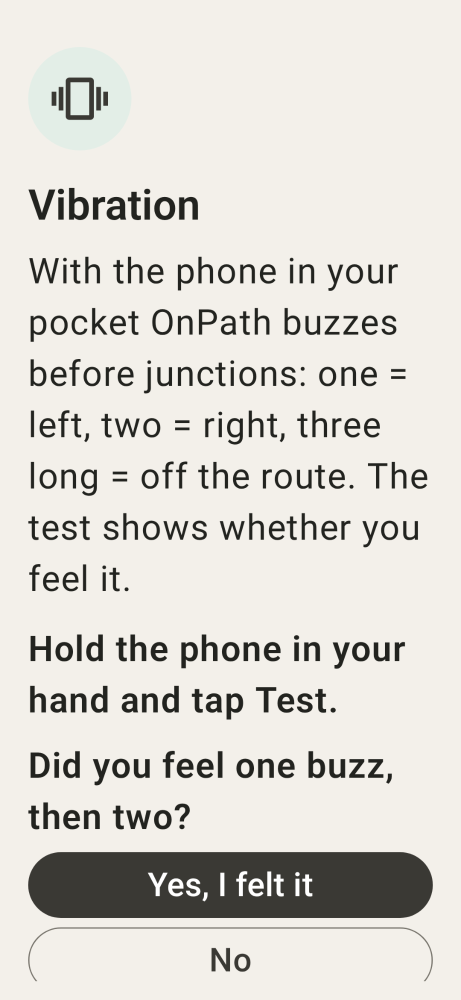 Vibration
With the phone in your
pocket OnPath buzzes
before junctions: one =
left, two = right, three
long = off the route. The
test shows whether you
feel it.
Hold the phone in your
hand and tap Test.
Did you feel one buzz,
then two?
Yes, I felt it
No